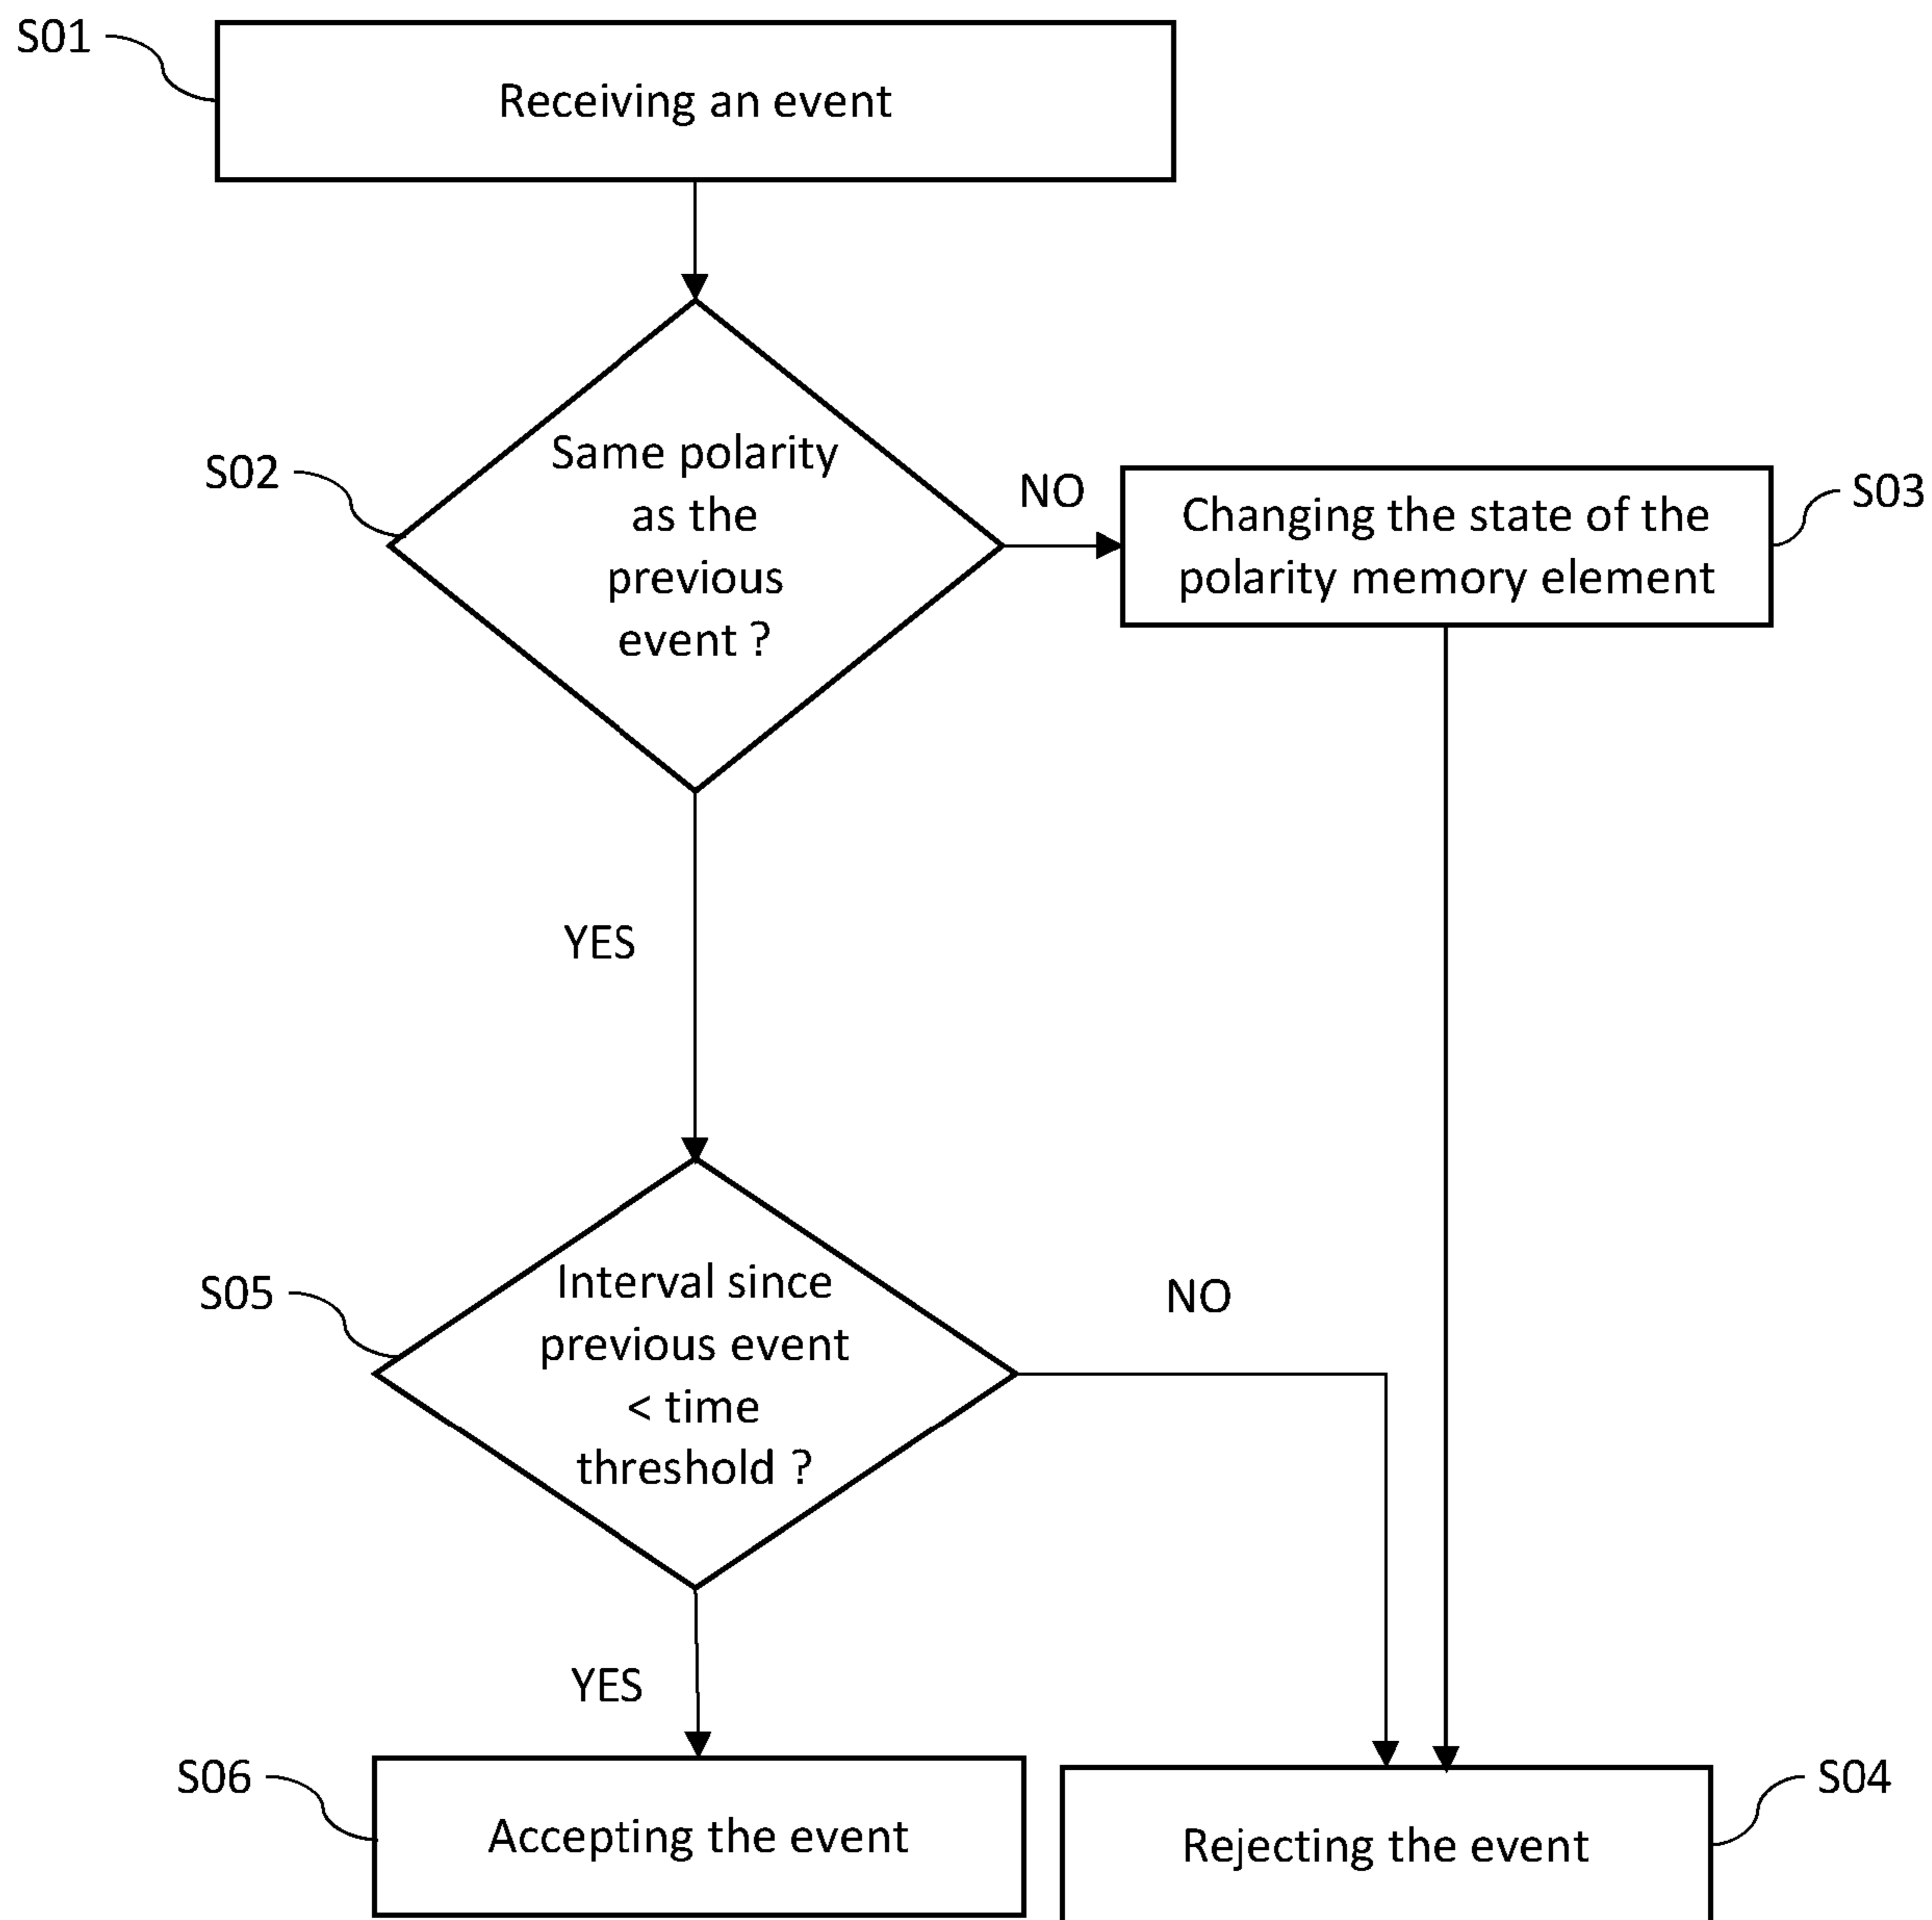 S01
Receiving an event
S02
Same polarity
as the
previous
event ?
NO
Changing the state of the
polarity memory element
S03
YES
S05
Interval since
previous event
< time
threshold ?
NO
YES
S06
Accepting the event
Rejecting the event
S04